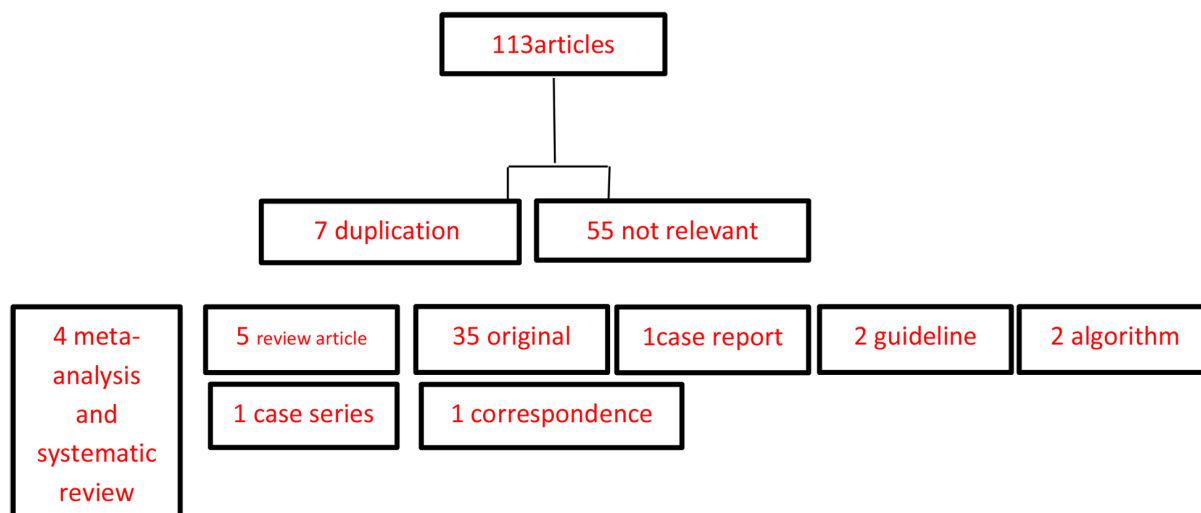 113articles
7 duplication
55 not relevant
4 meta-
analysis
and
systematic
review
5 review article
35 original
1case report
2 guideline
2 algorithm
1 case series
1 correspondence